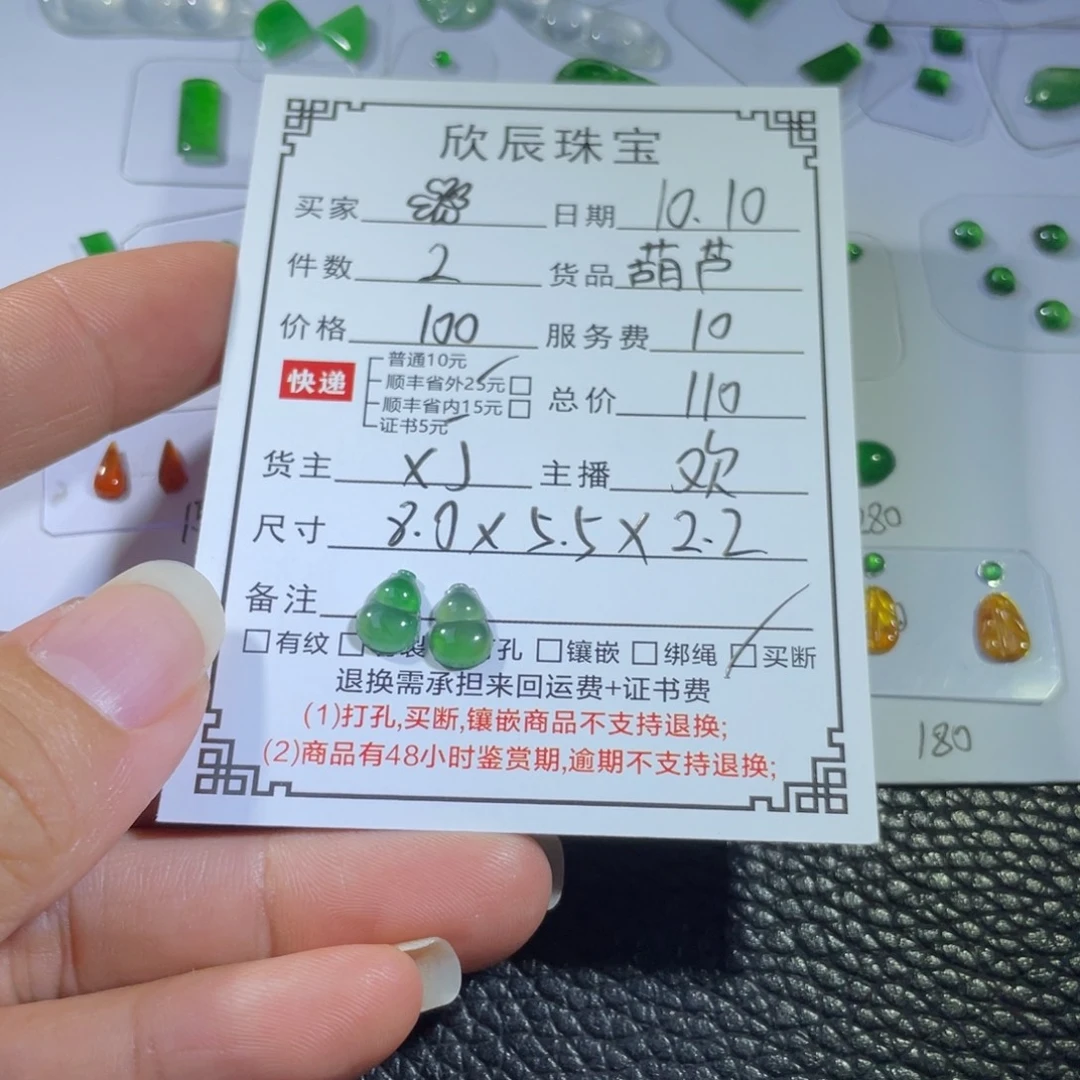 欣辰珠宝
买家 日期 10.10
件数 2 货品 葫芦
价格 100 服务费 10
快递
普通10元
顺丰省外25元□
顺丰省内15元□
证书5元
总价 110
货主 XJ 主播 欢
尺寸 8.0×5.5×2.2
备注
□有纹 □裂 孔 □镶嵌 □绑绳 □买断
退换需承担来回运费+证书费
(1)打孔,买断,镶嵌商品不支持退换;
(2)商品有48小时鉴赏期,逾期不支持退换;
180